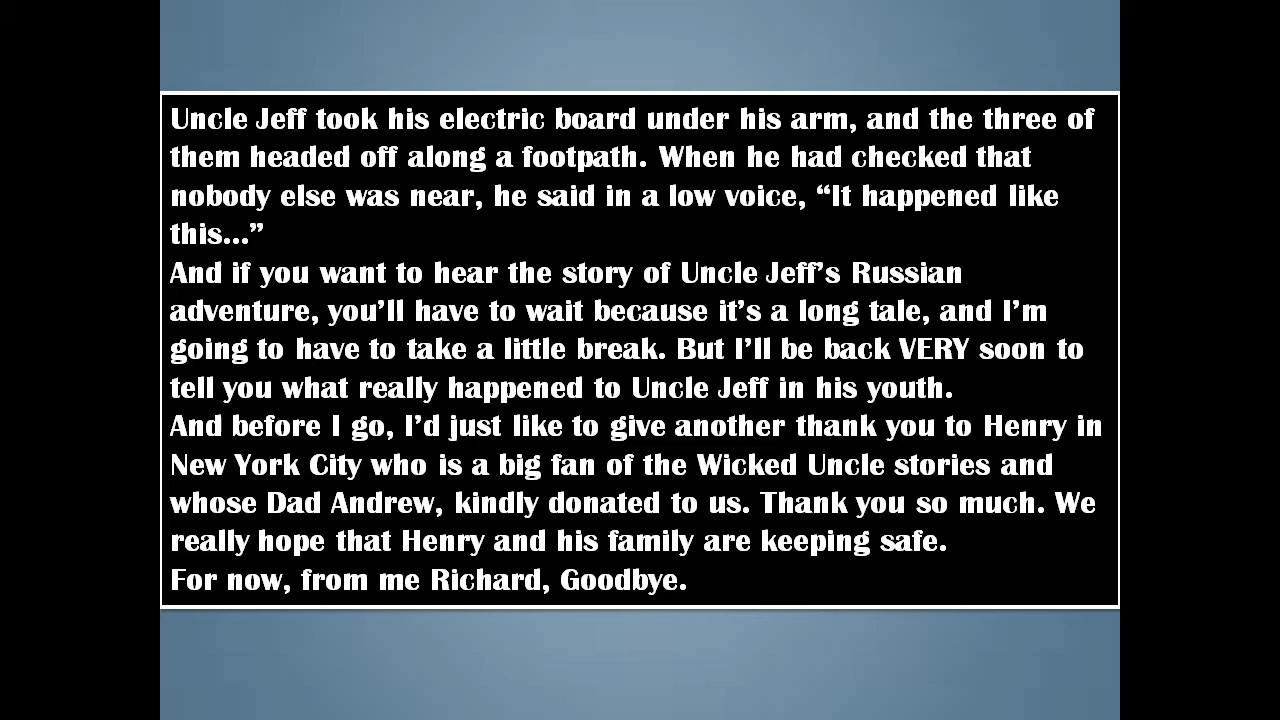 Uncle Jeff took his electric board under his arm, and the three of
them headed off along a footpath. When he had checked that
nobody else was near, he said in a low voice, “It happened like
this…”
And if you want to hear the story of Uncle Jeff’s Russian
adventure, you’ll have to wait because it’s a long tale, and I’m
going to have to take a little break. But I’ll be back VERY soon to
tell you what really happened to Uncle Jeff in his youth.
And before I go, I’d just like to give another thank you to Henry in
New York City who is a big fan of the Wicked Uncle stories and
whose Dad Andrew, kindly donated to us. Thank you so much. We
really hope that Henry and his family are keeping safe.
For now, from me Richard, Goodbye.